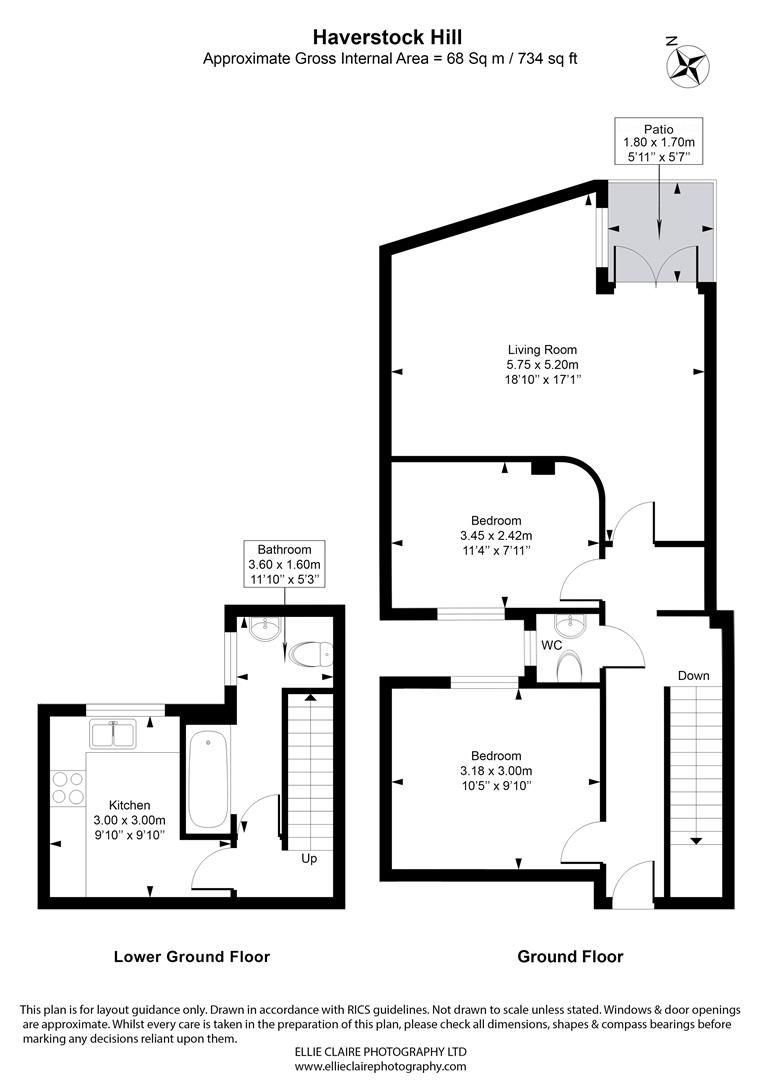 Haverstock Hill
Approximate Gross Internal Area = 68 Sq m / 734 sq ft
N
Patio
1.80 x 1.70m
5'11'' x 5'7''
Living Room
5.75 x 5.20m
18'10'' x 17'1''
Bedroom
3.45 x 2.42m
11'4'' x 7'11''
Bathroom
3.60 x 1.60m
11'10'' x 5'3''
WC
Down
Bedroom
3.18 x 3.00m
10'5'' x 9'10''
Kitchen
3.00 x 3.00m
9'10'' x 9'10''
Up
Lower Ground Floor
Ground Floor
This plan is for layout guidance only. Drawn in accordance with RICS guidelines. Not drawn to scale unless stated. Windows & door openings
are approximate. Whilst every care is taken in the preparation of this plan, please check all dimensions, shapes & compass bearings before
marking any decisions reliant upon them.
ELLIE CLAIRE PHOTOGRAPHY LTD
www.ellieclairephotography.com